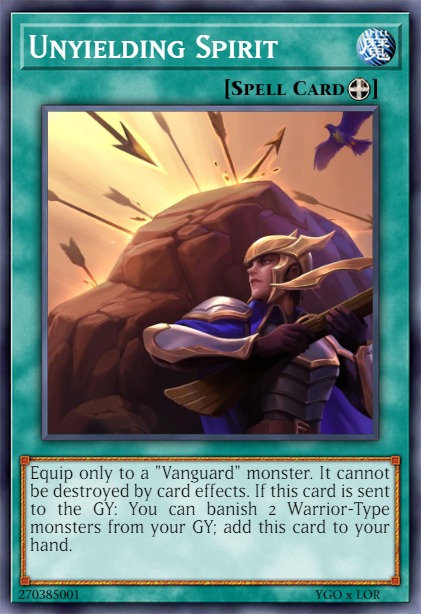 Unyielding Spirit
魔
[Spell Card]
Equip only to a "Vanguard" monster. It cannot
be destroyed by card effects. If this card is sent
to the GY: You can banish 2 Warrior-Type
monsters from your GY; add this card to your
hand.
270385001 YGO x LOR